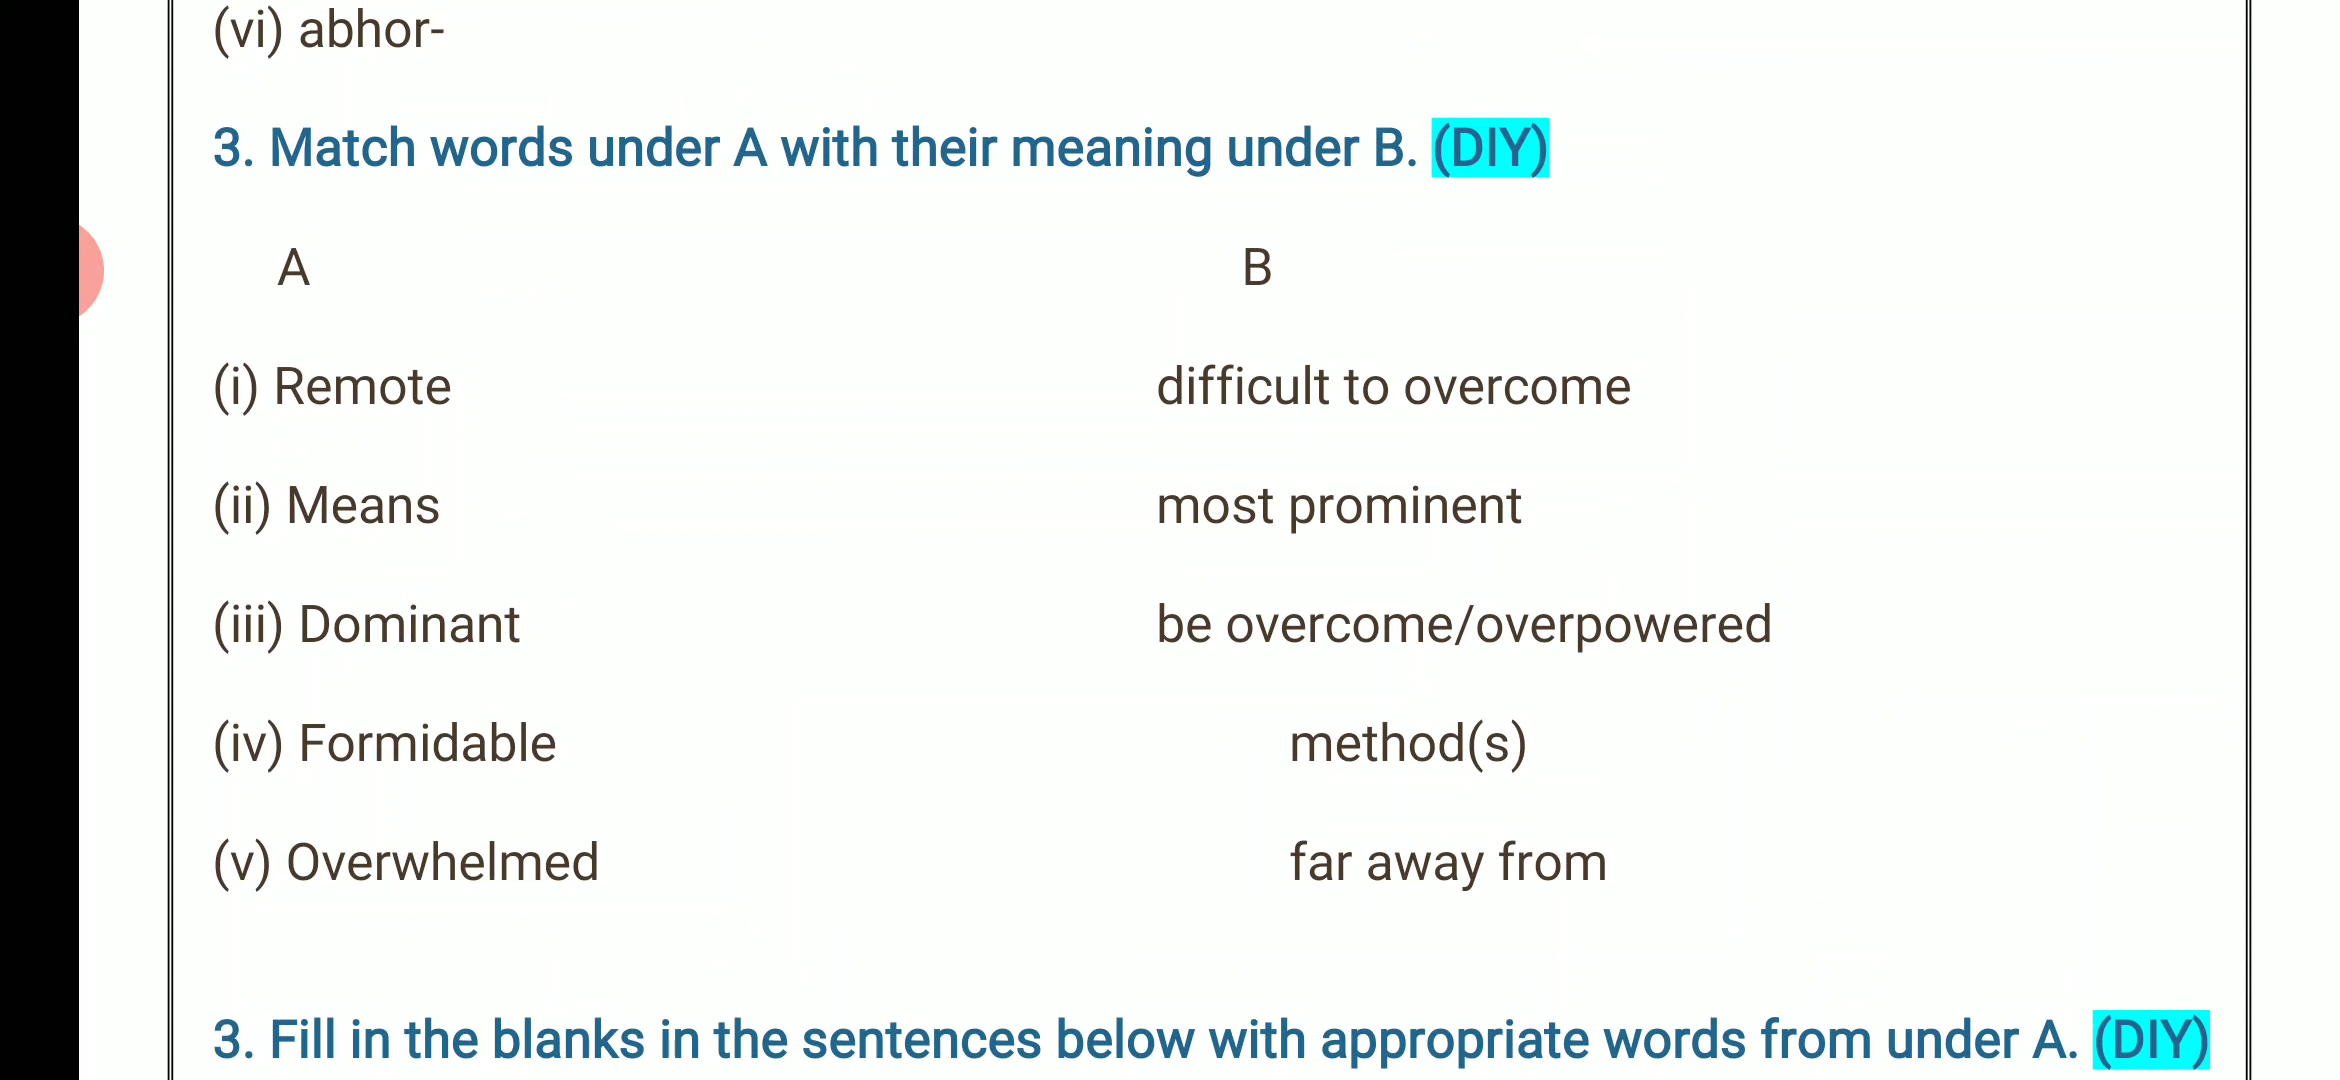 (vi) abhor-
3. Match words under A with their meaning under B. (DIY)
A B
(i) Remote difficult to overcome
(ii) Means most prominent
(iii) Dominant be overcome/overpowered
(iv) Formidable method(s)
(v) Overwhelmed far away from
3. Fill in the blanks in the sentences below with appropriate words from under A. (DIY)